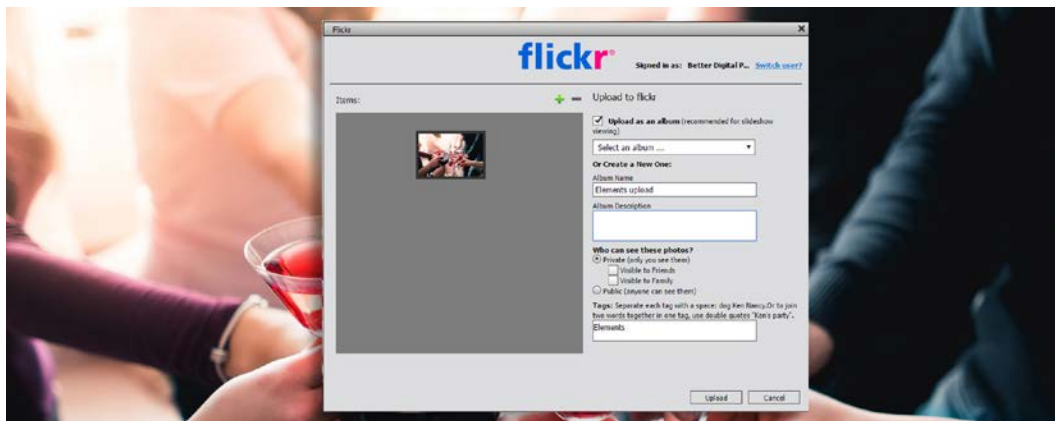 Flickr
flickr
Signed in as: Better Digital P... Switch user?
Items:
Upload to flickr
Upload as an album (recommended for slideshow
viewing)
Select an album ...
Or Create a New One:
Album Name
Elements upload
Album Description
Who can see these photos?
Private (only you see them)
Visible to Friends
Visible to Family
Public (anyone can see them)
Tags: Separate each tag with a space: dog Ken Nancy.Or to join
two words together in one tag, use double quotes "Ken's party".
Elements
Upload Cancel